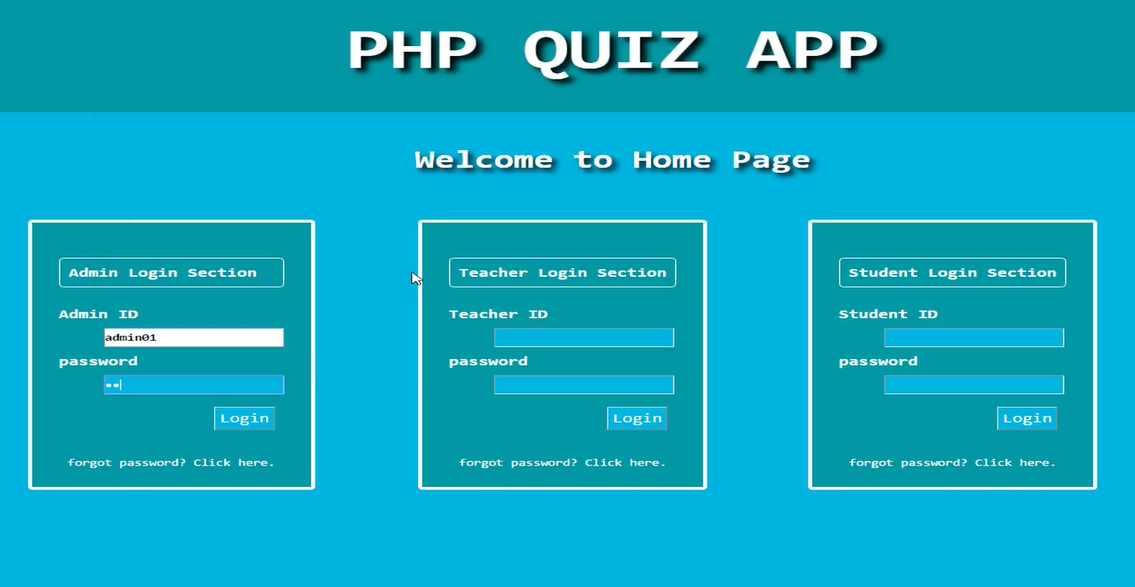 PHP QUIZ APP
Welcome to Home Page
Admin Login Section
Admin ID
admin01
password
••
Login
forgot password? Click here.
Teacher Login Section
Teacher ID
password
Login
forgot password? Click here.
Student Login Section
Student ID
password
Login
forgot password? Click here.